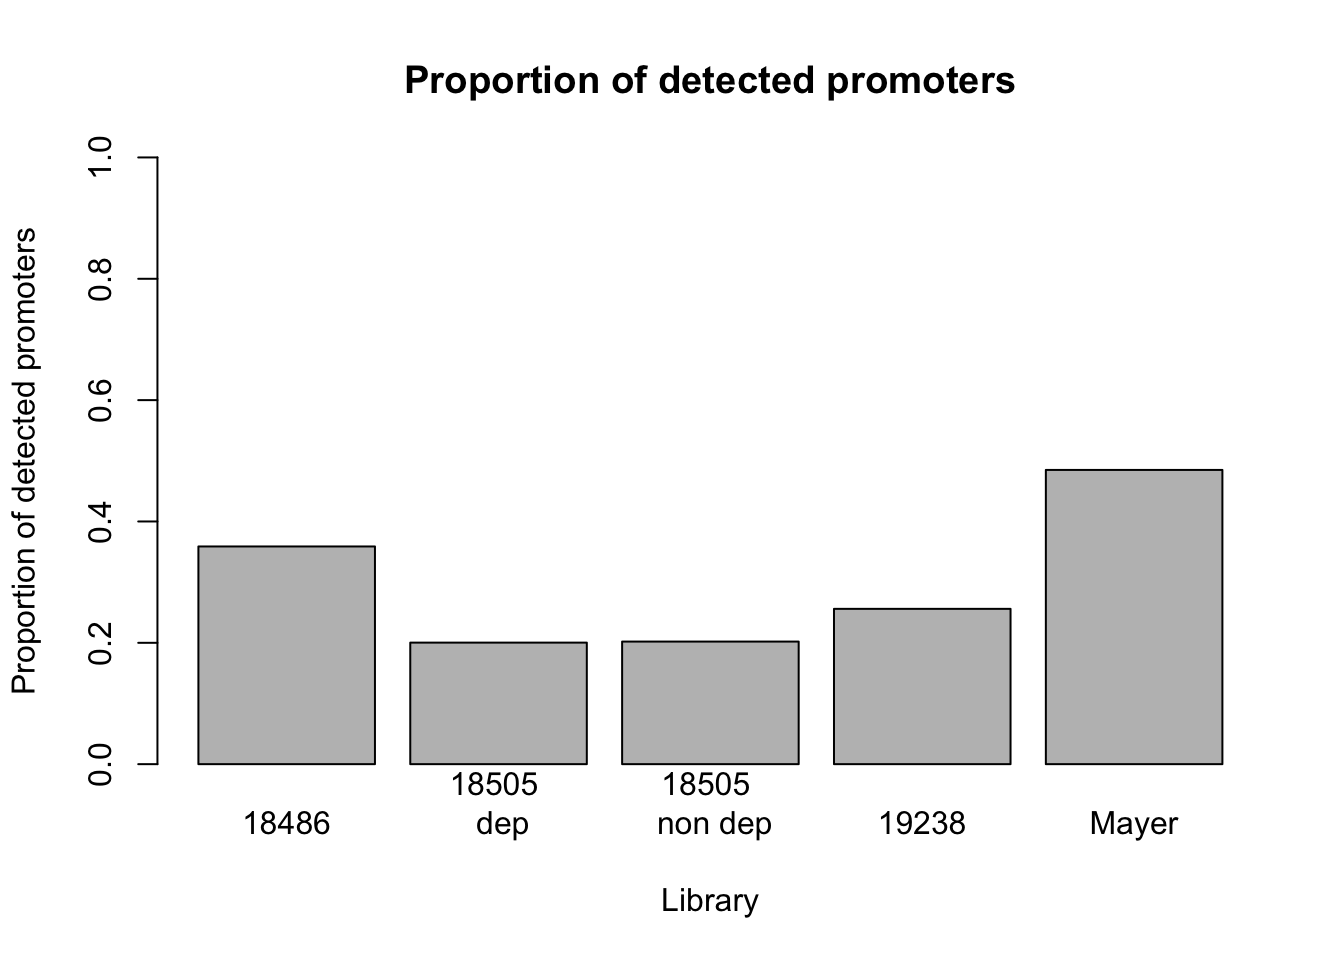 Proportion of detected promoters
Proportion of detected promoters
1.0
0.8
0.6
0.4
0.2
0.0
18486
18505
dep
18505
non dep
19238
Mayer
Library